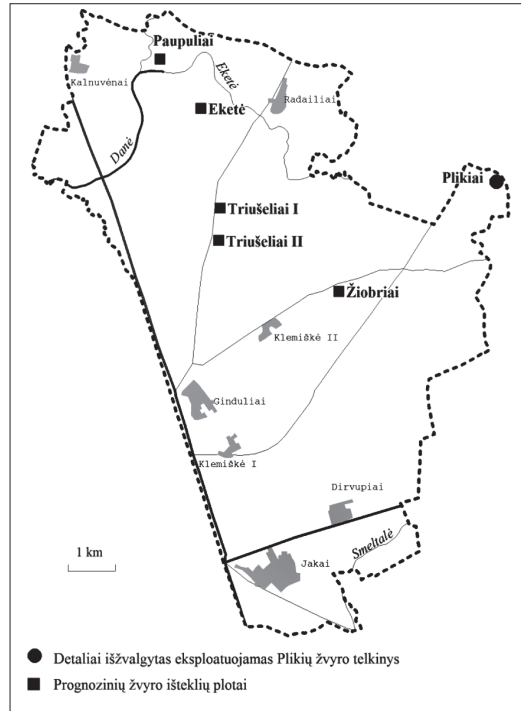 Paupuliai
Kalnuvėnai
Eketė
Radailiai
Eketė
Danė
Plikiai
Triušeliai I
Triušeliai II
Žiobriai
Klemiškė II
Ginduliai
Klemiškė I
Dirvupiai
Smeltalė
1 km
Jakai
Detaliai išžvalgytas eksploatuojamas Plikių žvyro telkinys
Prognozinių žvyro išteklių plotai